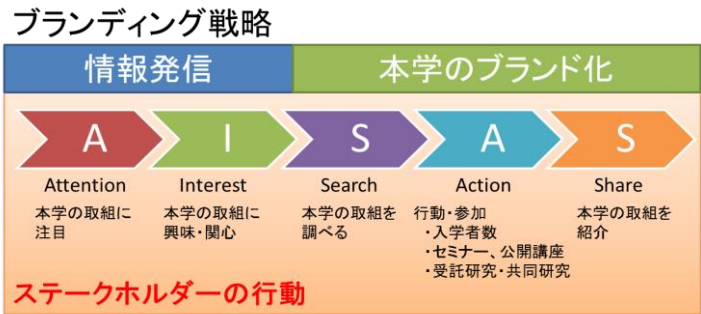 ブランディング戦略
情報発信
本学のブランド化
A
I
S
A
S
Attention
Interest
Search
Action
Share
本学の取組に
注目
本学の取組に
興味・関心
本学の取組を
調べる
行動・参加
・入学者数
・セミナー、公開講座
・受託研究・共同研究
本学の取組を
紹介
ステークホルダーの行動